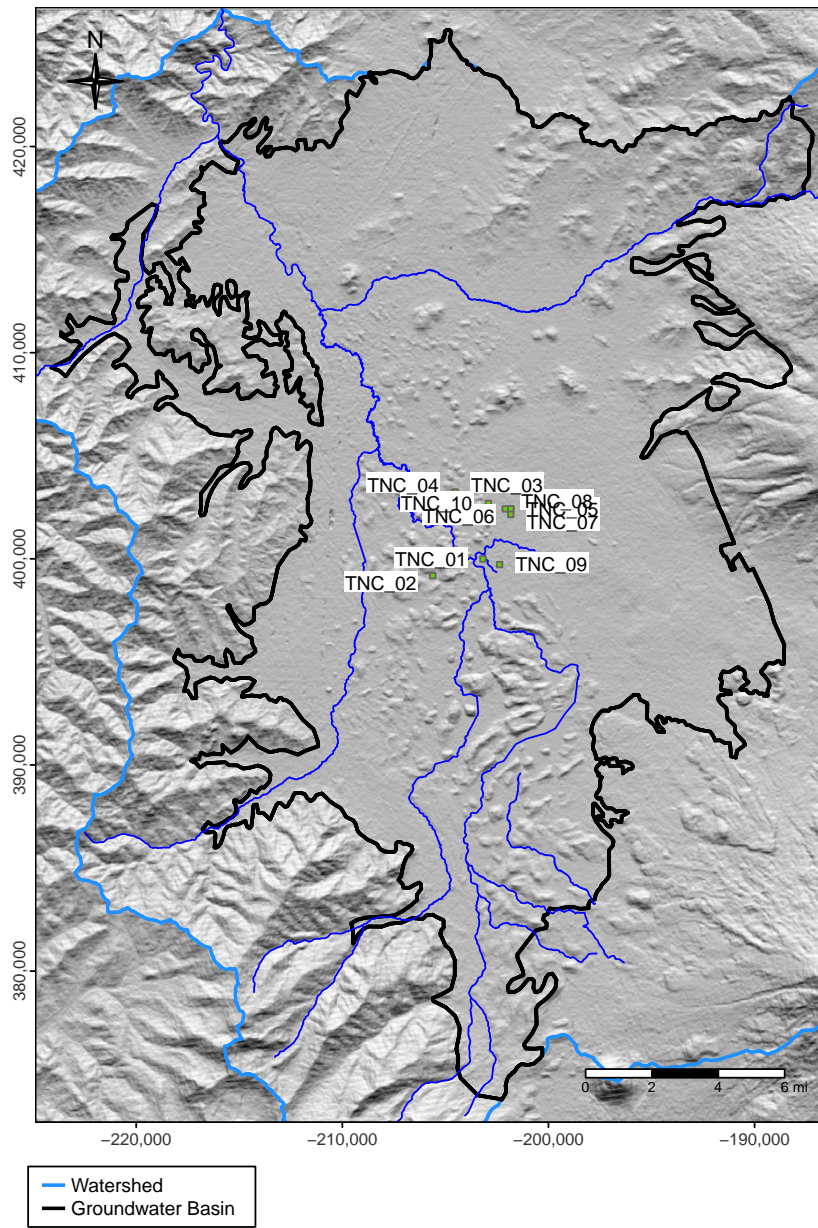 N
420,000
410,000
400,000
390,000
380,000
TNC_04
TNC_03
TNC_10
TNC_08
TNC_05
TNC_06
TNC_07
TNC_01
TNC_09
TNC_02
0 2 4 6 mi
−220,000 −210,000 −200,000 −190,000
Watershed
Groundwater Basin